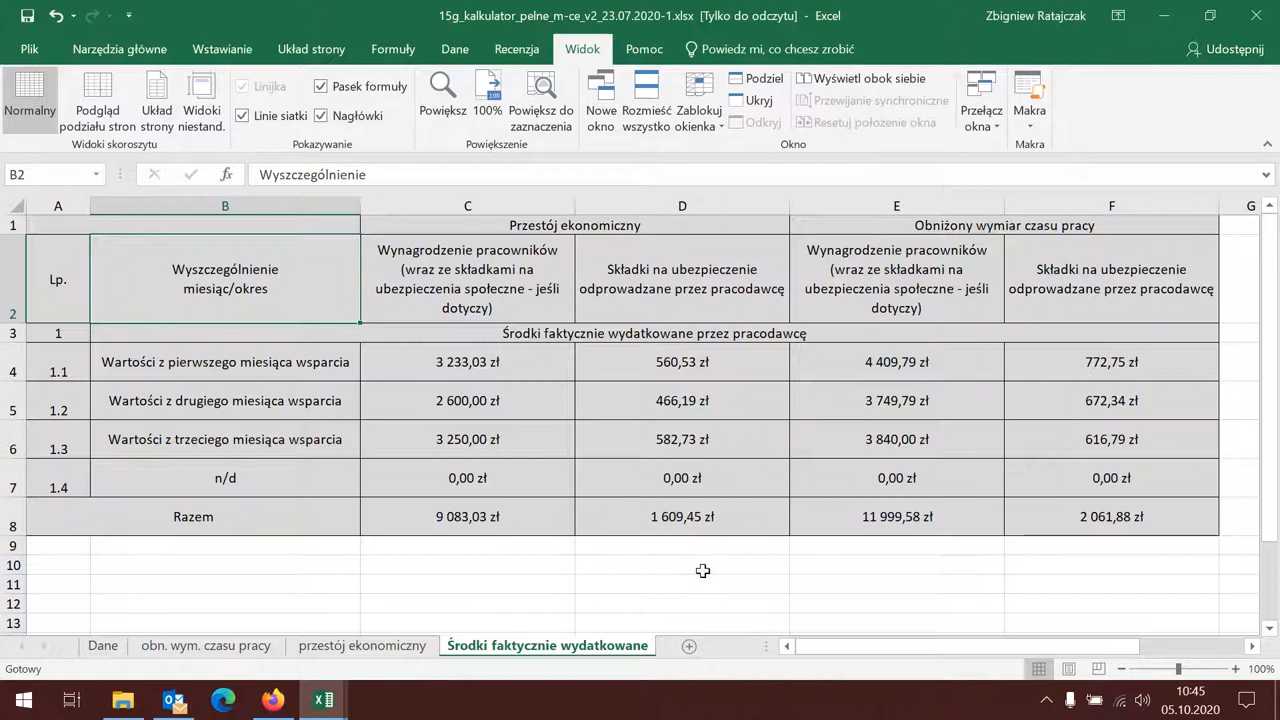 15g_kalkulator_pelne_m-ce_v2_23.07.2020-1.xlsx [Tylko do odczytu] - Excel
Zbigniew Ratajczak
Plik Narzędzia główne Wstawianie Układ strony Formuły Dane Recenzja Widok Pomoc Powiedz mi, co chcesz zrobić Udostępnij
Normalny
Podgląd podziału stron
Układ strony
Widoki niestand.
Widoki skoroszytu
Linijka
Pasek formuły
Linie siatki
Nagłówki
Pokazywanie
Powiększ
100
100%
Powiększ do zaznaczenia
Powiększenie
Nowe okno
Rozmieść wszystko
Zablokuj okienka
Podziel
Ukryj
Odkryj
Wyświetl obok siebie
Przewijanie synchroniczne
Resetuj położenie okna
Przełącz okna
Okno
Makra
Makra
B2 fx Wyszczególnienie
A B C D E F G
1 Przestój ekonomiczny Obniżony wymiar czasu pracy
2
Lp.
Wyszczególnienie
miesiąc/okres
Wynagrodzenie pracowników
(wraz ze składkami na
ubezpieczenia społeczne - jeśli
dotyczy)
Składki na ubezpieczenie
odprowadzane przez pracodawcę
Wynagrodzenie pracowników
(wraz ze składkami na
ubezpieczenia społeczne - jeśli
dotyczy)
Składki na ubezpieczenie
odprowadzane przez pracodawcę
3 1 Środki faktycznie wydatkowane przez pracodawcę
4 1.1 Wartości z pierwszego miesiąca wsparcia 3 233,03 zł 560,53 zł 4 409,79 zł 772,75 zł
5 1.2 Wartości z drugiego miesiąca wsparcia 2 600,00 zł 466,19 zł 3 749,79 zł 672,34 zł
6 1.3 Wartości z trzeciego miesiąca wsparcia 3 250,00 zł 582,73 zł 3 840,00 zł 616,79 zł
7 1.4 n/d 0,00 zł 0,00 zł 0,00 zł 0,00 zł
8 Razem 9 083,03 zł 1 609,45 zł 11 999,58 zł 2 061,88 zł
9
10
11
12
13
Dane obn. wym. czasu pracy przestój ekonomiczny Środki faktycznie wydatkowane
Gotowy
100%
10:45
05.10.2020